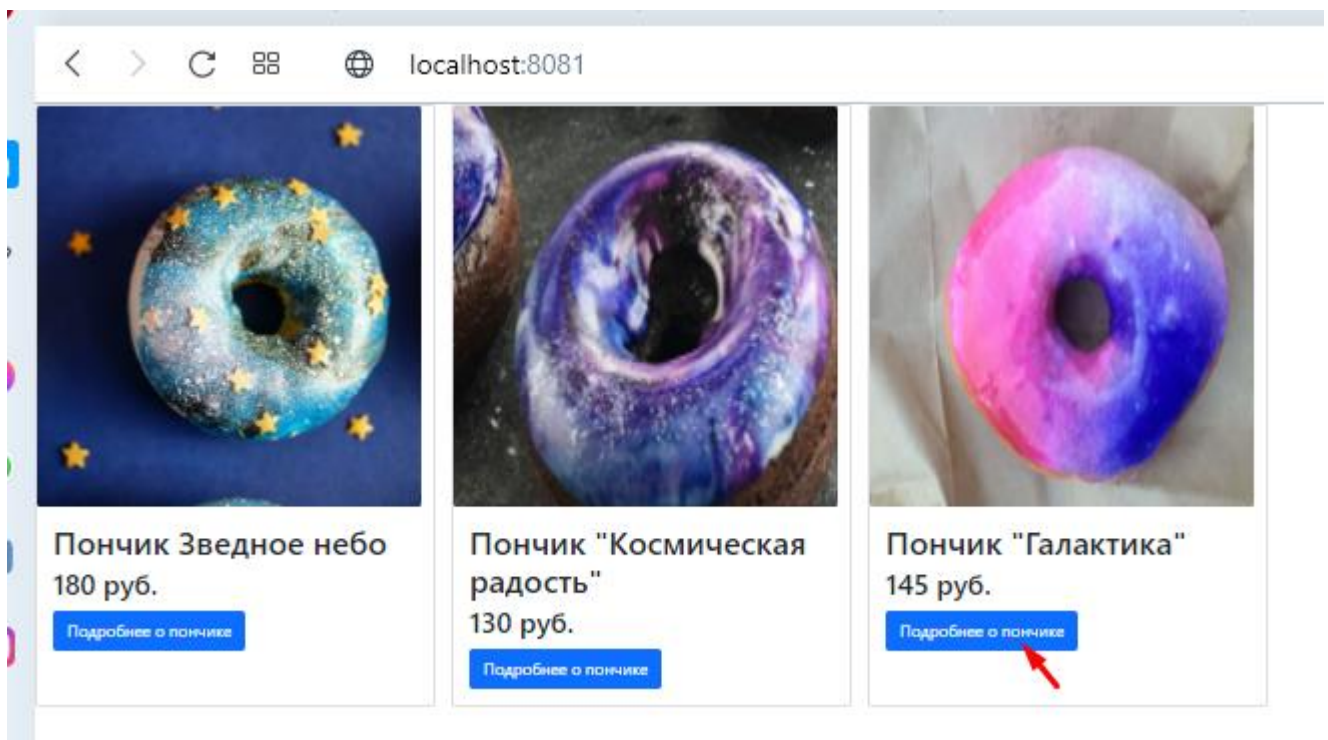 localhost:8081
Пончик Зведное небо
180 руб.
Подробнее о пончике
Пончик "Космическая
радость"
130 руб.
Подробнее о пончике
Пончик "Галактика"
145 руб.
Подробнее о пончике